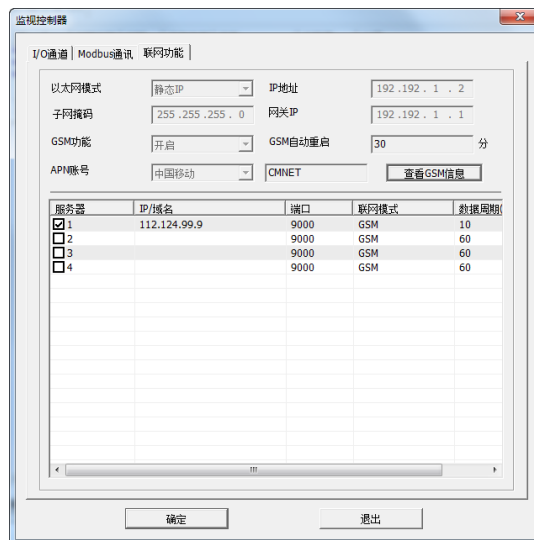 监视控制器
I/O通道 Modbus通讯 联网功能
以太网模式 静态IP IP地址 192.192. 1 . 2
子网掩码 255.255.255. 0 网关IP 192.192. 1 . 1
GSM功能 开启 GSM自动重启 30 分
APN账号 中国移动 CMNET 查看GSM信息
服务器 IP/域名 端口 联网模式 数据周期(
1 112.124.99.9 9000 GSM 10
2 9000 GSM 60
3 9000 GSM 60
4 9000 GSM 60
确定 退出